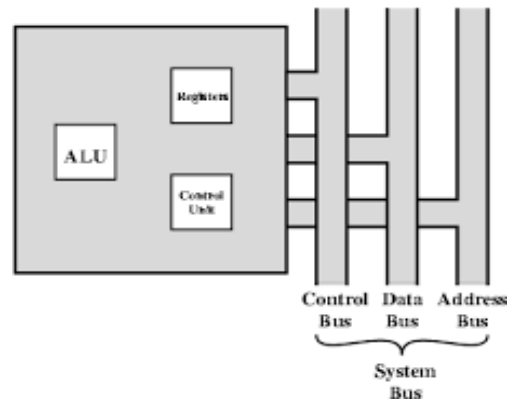 Registers
ALU
Control
Unit
Control Data Address
Bus Bus Bus
System
Bus